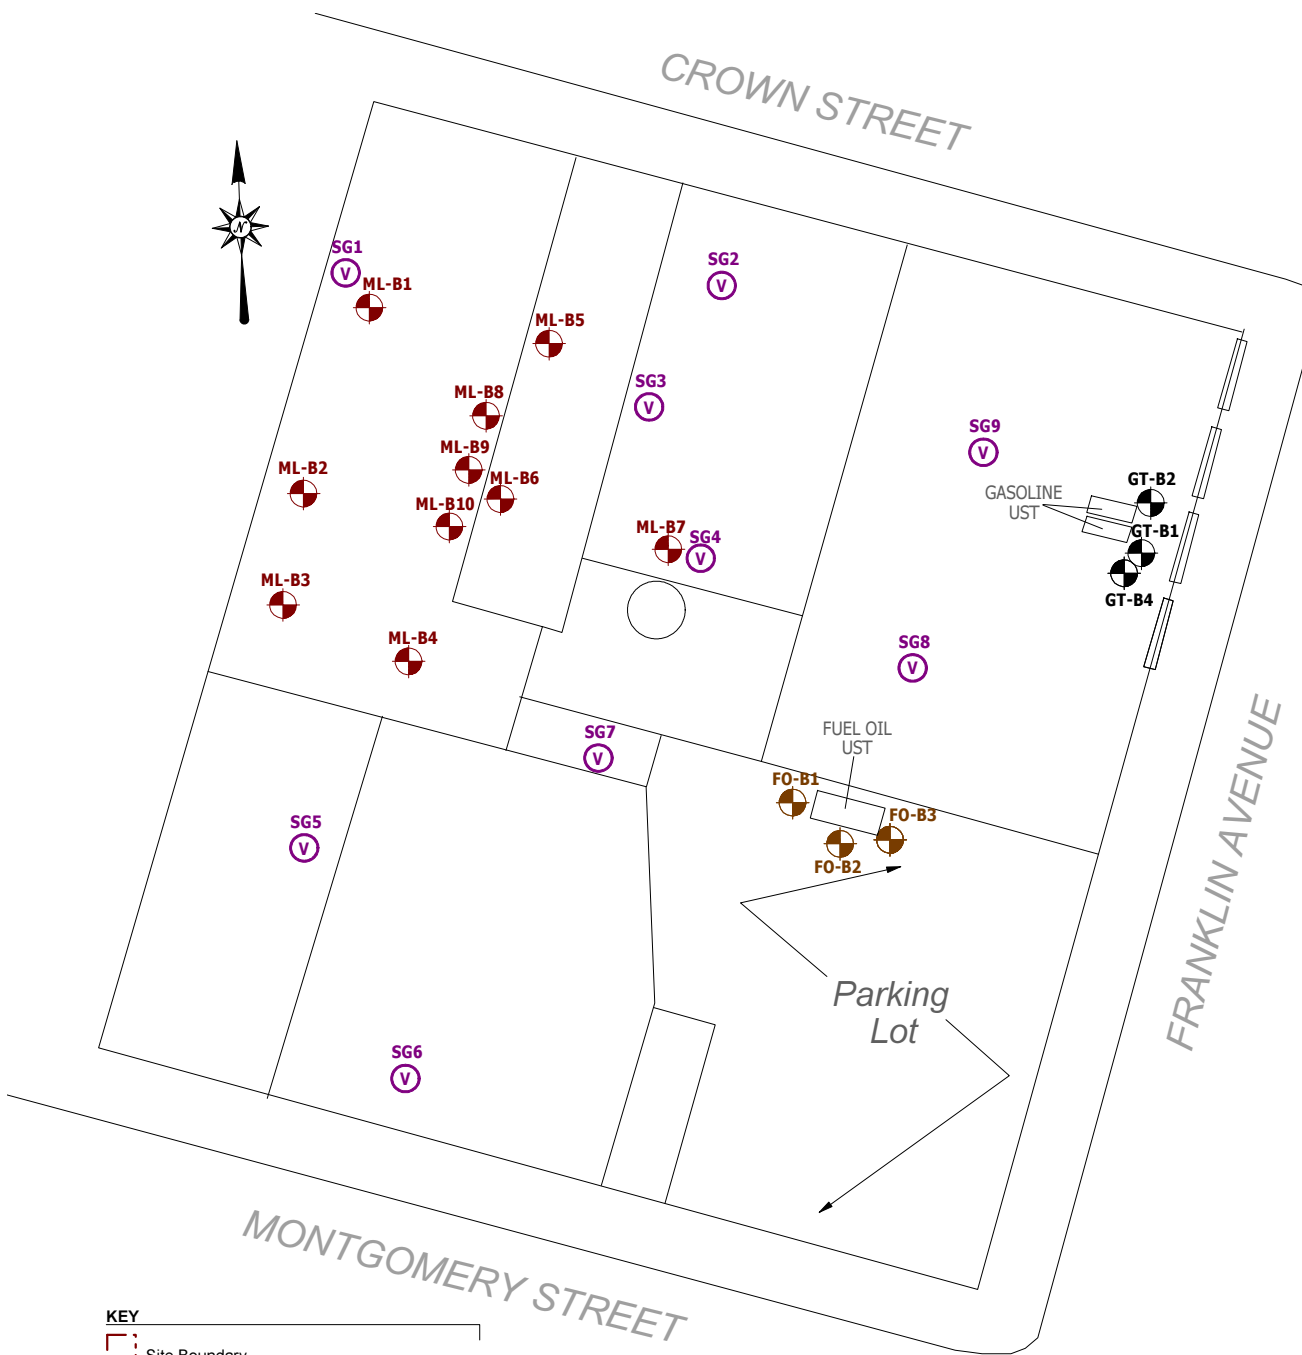 CROWN STREET
N
SG1
V
ML-B1
SG2
V
ML-B5
SG3
V
ML-B8
SG9
V
ML-B9
ML-B2
ML-B6
GT-B2
GASOLINE
UST
ML-B10
ML-B7
SG4
V
GT-B1
GT-B4
ML-B3
ML-B4
SG8
V
SG7
V
FUEL OIL
UST
FO-B1
FO-B3
FO-B2
SG5
V
FRANKLIN AVENUE
Parking
Lot
SG6
V
MONTGOMERY STREET
KEY
Site Boundary